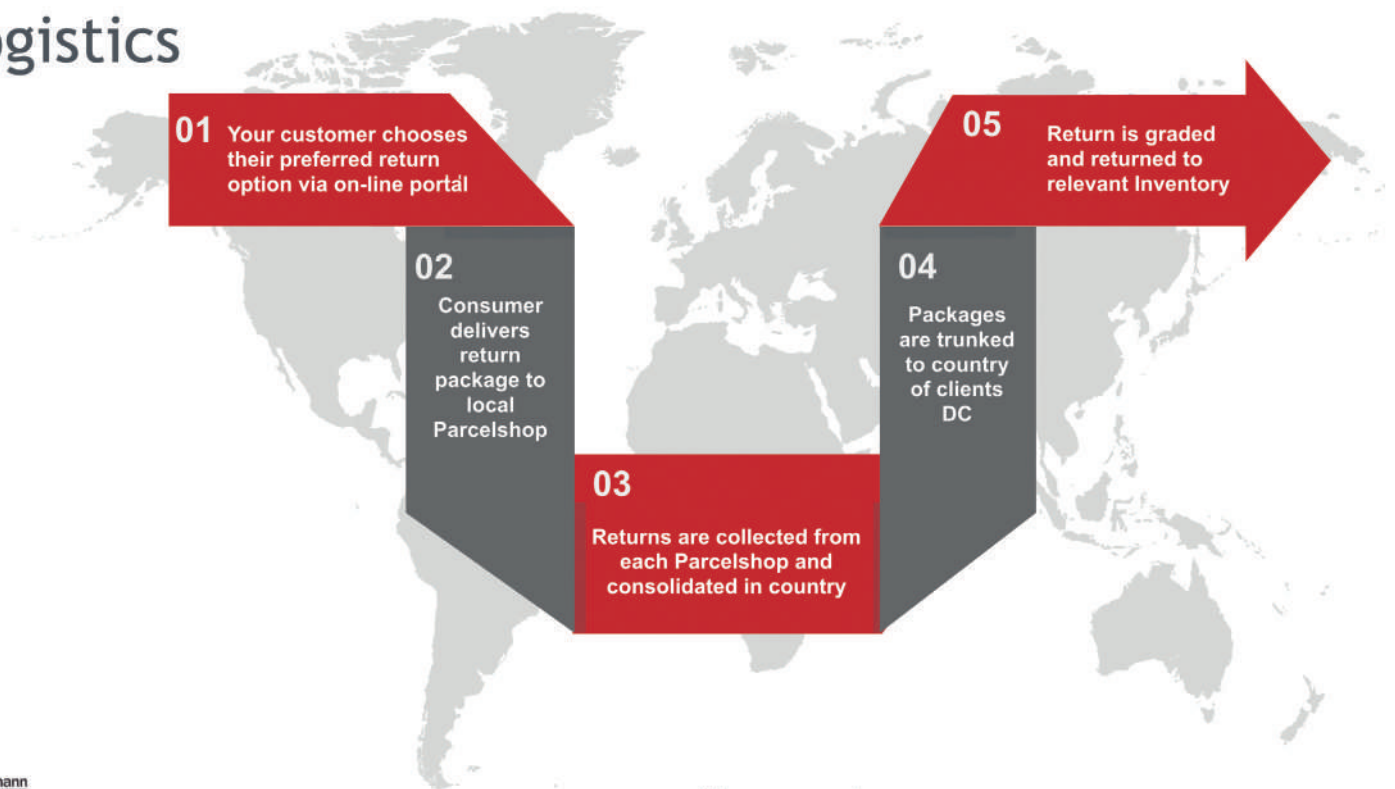 ogistics
01
Your customer chooses
their preferred return
option via on-line portal
02
Consumer
delivers
return
package to
local
Parcelshop
03
Returns are collected from
each Parcelshop and
consolidated in country
04
Packages
are trunked
to country
of clients
DC
05
Return is graded
and returned to
relevant Inventory
mann